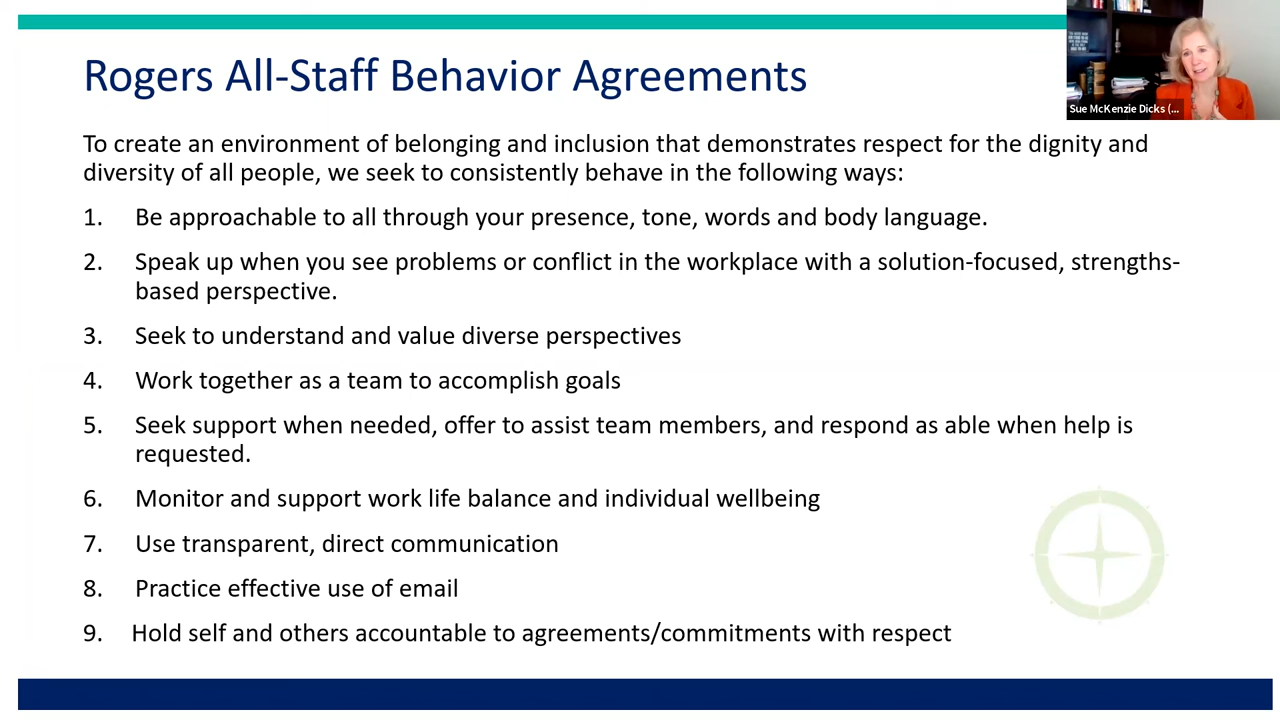 Rogers All-Staff Behavior Agreements
Sue McKenzie Dicks (...
To create an environment of belonging and inclusion that demonstrates respect for the dignity and
diversity of all people, we seek to consistently behave in the following ways:
1. Be approachable to all through your presence, tone, words and body language.
2. Speak up when you see problems or conflict in the workplace with a solution-focused, strengths-
based perspective.
3. Seek to understand and value diverse perspectives
4. Work together as a team to accomplish goals
5. Seek support when needed, offer to assist team members, and respond as able when help is
requested.
6. Monitor and support work life balance and individual wellbeing
7. Use transparent, direct communication
8. Practice effective use of email
9. Hold self and others accountable to agreements/commitments with respect